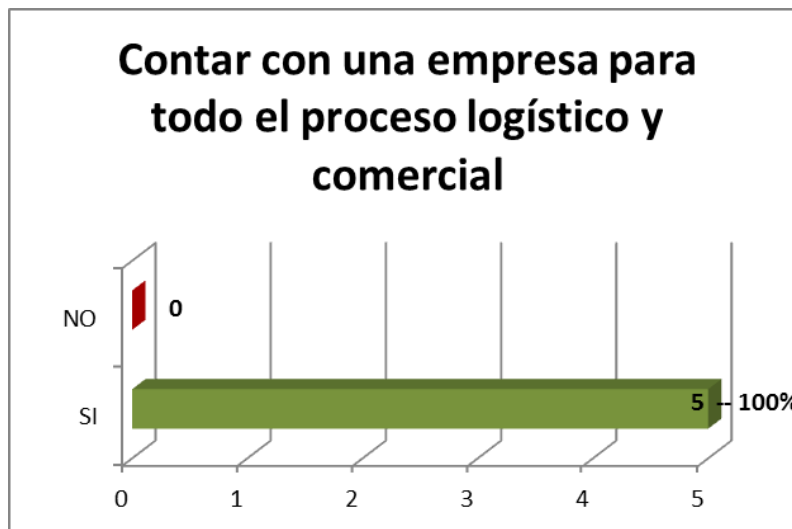 Contar con una empresa para
todo el proceso logístico y
comercial
NO
0
SI
5 -- 100%
0 1 2 3 4 5